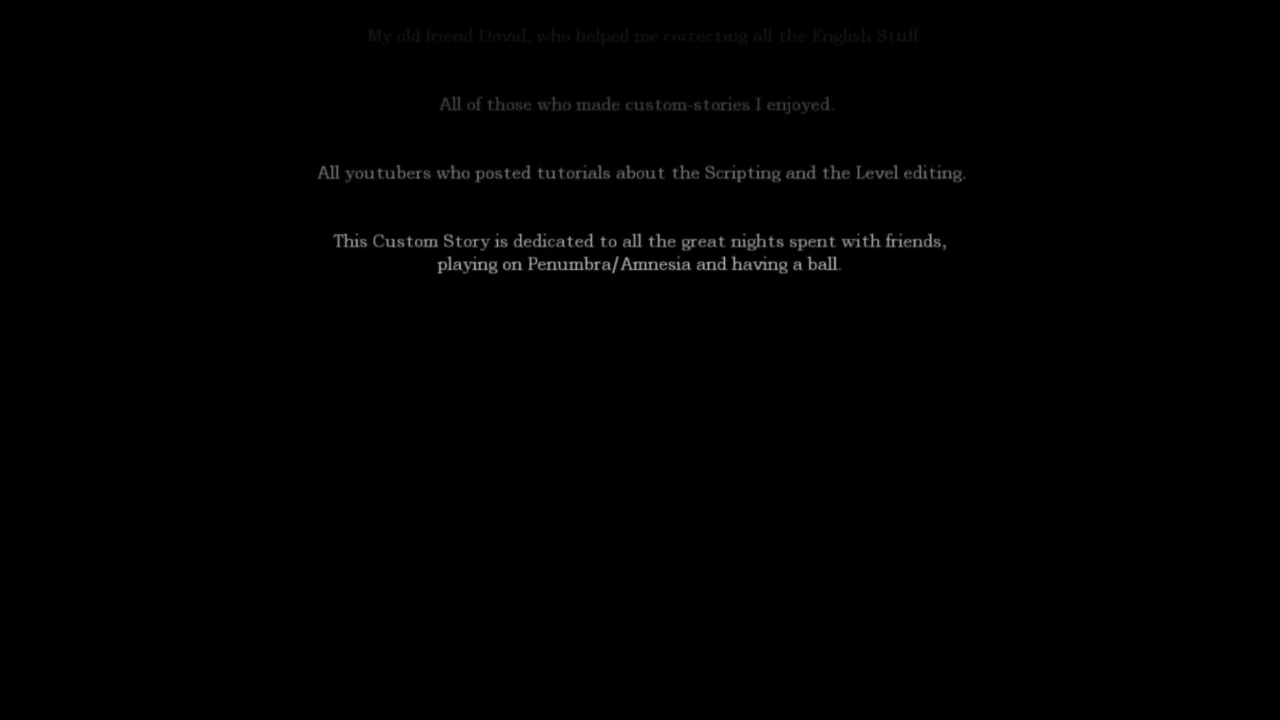 My old friend David, who helped me correcting all the English Stuff
All of those who made custom-stories I enjoyed.
All youtubers who posted tutorials about the Scripting and the Level editing.
This Custom Story is dedicated to all the great nights spent with friends,
playing on Penumbra/Amnesia and having a ball.